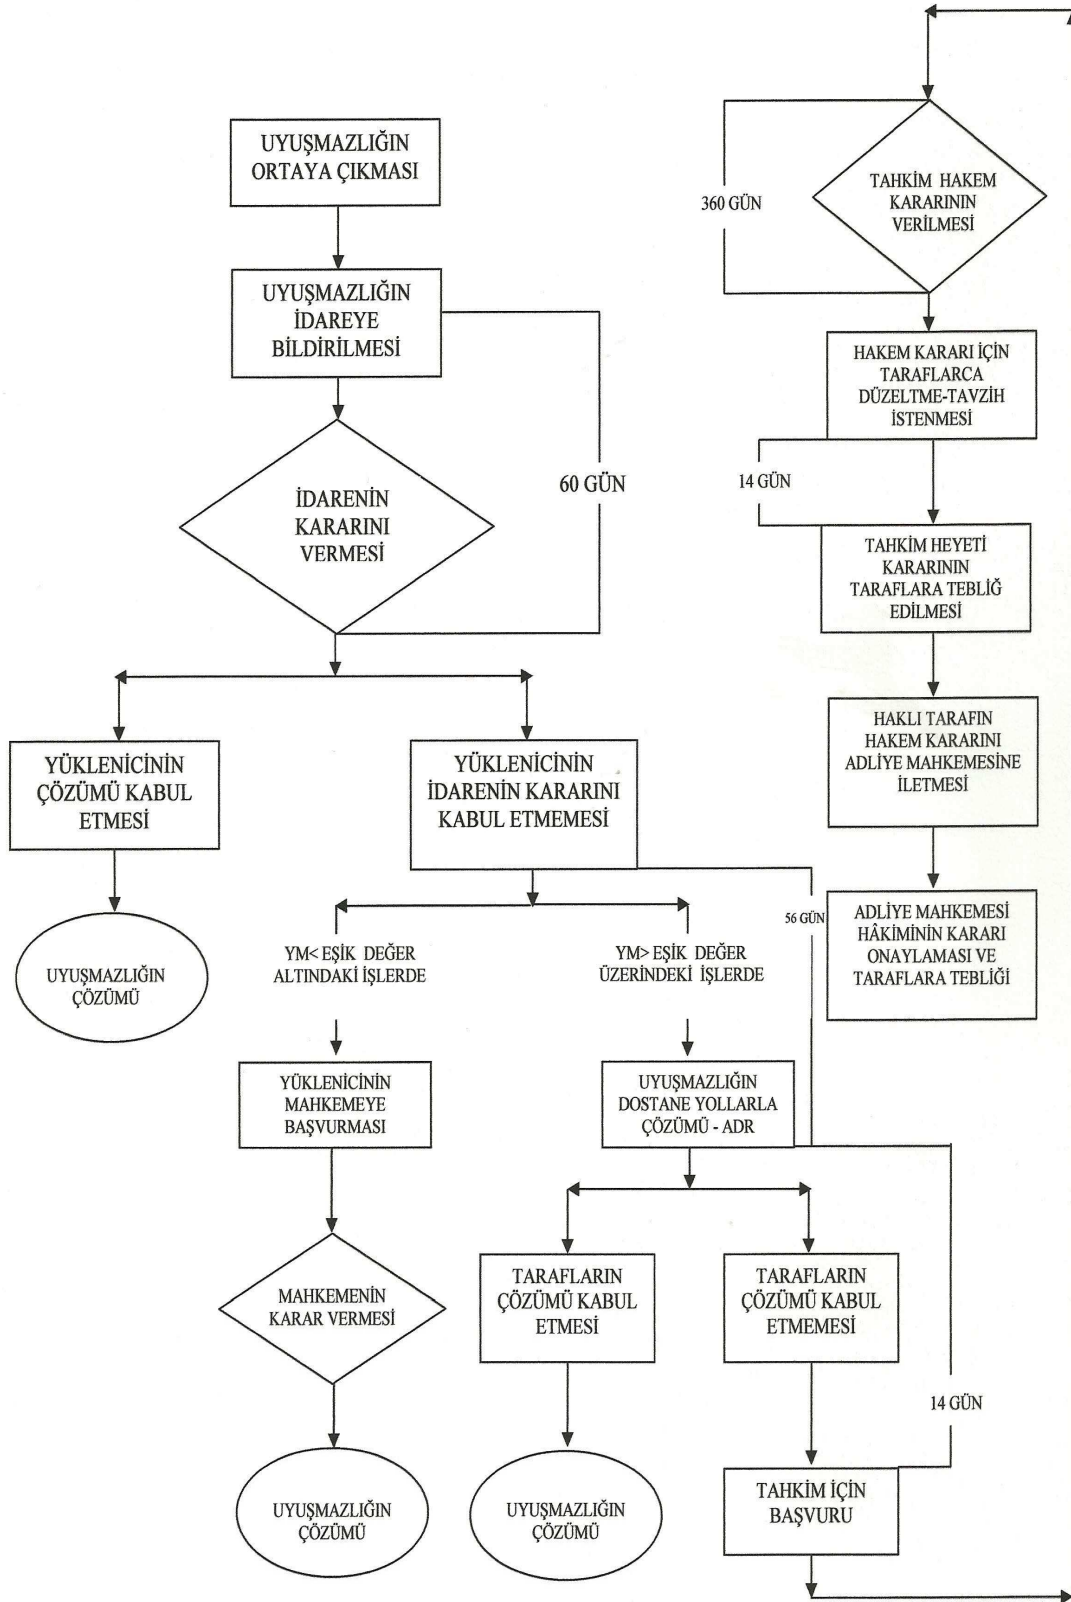 UYUŞMAZLIĞIN
ORTAYA ÇIKMASI
UYUŞMAZLIĞIN
İDAREYE
BİLDİRİLMESİ
60 GÜN
İDARENİN
KARARINI
VERMESİ
YÜKLENİCİNİN
ÇÖZÜMÜ KABUL
ETMESİ
UYUŞMAZLIĞIN
ÇÖZÜMÜ
YÜKLENİCİNİN
İDARENİN KARARINI
KABUL ETMEMESİ
56 GÜN
YM< EŞİK DEĞER
ALTINDAKİ İŞLERDE
YM> EŞİK DEĞER
ÜZERİNDEKİ İŞLERDE
YÜKLENİCİNİN
MAHKEMEYE
BAŞVURMASI
UYUŞMAZLIĞIN
DOSTANE YOLLARLA
ÇÖZÜMÜ - ADR
MAHKEMENİN
KARAR VERMESİ
TARAFLARIN
ÇÖZÜMÜ KABUL
ETMESİ
TARAFLARIN
ÇÖZÜMÜ KABUL
ETMEMESİ
14 GÜN
UYUŞMAZLIĞIN
ÇÖZÜMÜ
UYUŞMAZLIĞIN
ÇÖZÜMÜ
TAHKİM İÇİN
BAŞVURU
360 GÜN
TAHKİM HAKEM
KARARININ
VERİLMESİ
HAKEM KARARI İÇİN
TARAFLARCA
DÜZELTME-TAVZİH
İSTENMESİ
14 GÜN
TAHKİM HEYETİ
KARARININ
TARAFLARA TEBLİĞ
EDİLMESİ
HAKLI TARAFIN
HAKEM KARARINI
ADLİYE MAHKEMESİNE
İLETMESİ
ADLİYE MAHKEMESİ
HÂKİMİNİN KARARI
ONAYLAMASI VE
TARAFLARA TEBLİĞİ